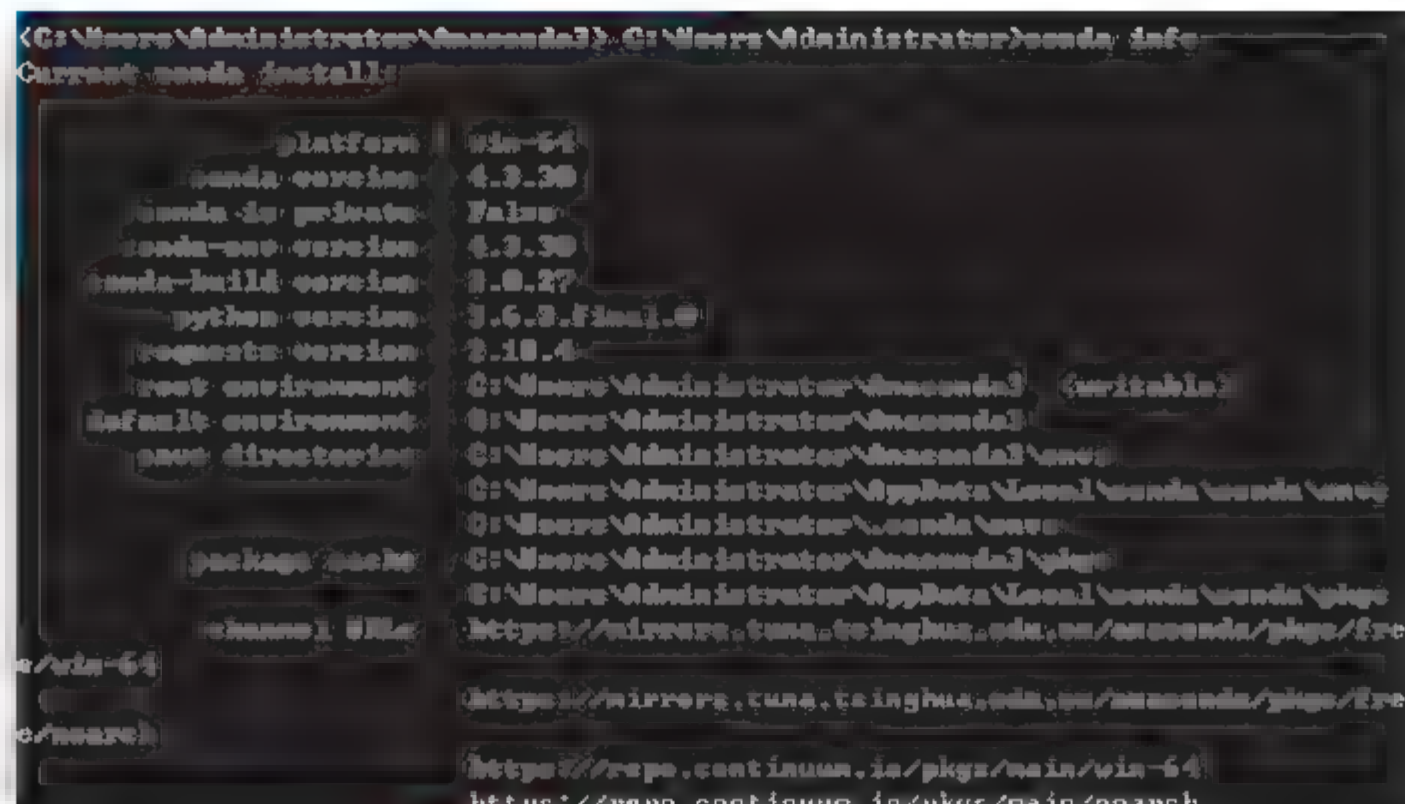 (C:\Users\Administrator\Anaconda3) C:\Users\Administrator>conda info
Current conda install:
platform : win-64
conda version : 4.3.30
conda is private : False
conda-env version : 4.3.30
conda-build version : 3.0.27
python version : 3.6.3.final.0
requests version : 2.18.4
root environment : C:\Users\Administrator\Anaconda3 (writable)
default environment : C:\Users\Administrator\Anaconda3
envs directories : C:\Users\Administrator\Anaconda3\envs
C:\Users\Administrator\AppData\Local\conda\conda\envs
C:\Users\Administrator\.conda\envs
package cache : C:\Users\Administrator\Anaconda3\pkgs
C:\Users\Administrator\AppData\Local\conda\conda\pkgs
channel URLs : https://mirrors.tuna.tsinghua.edu.cn/anaconda/pkgs/fre
e/win-64
https://mirrors.tuna.tsinghua.edu.cn/anaconda/pkgs/fre
e/noarch
https://repo.continuum.io/pkgs/main/win-64
https://repo.continuum.io/pkgs/main/noarch